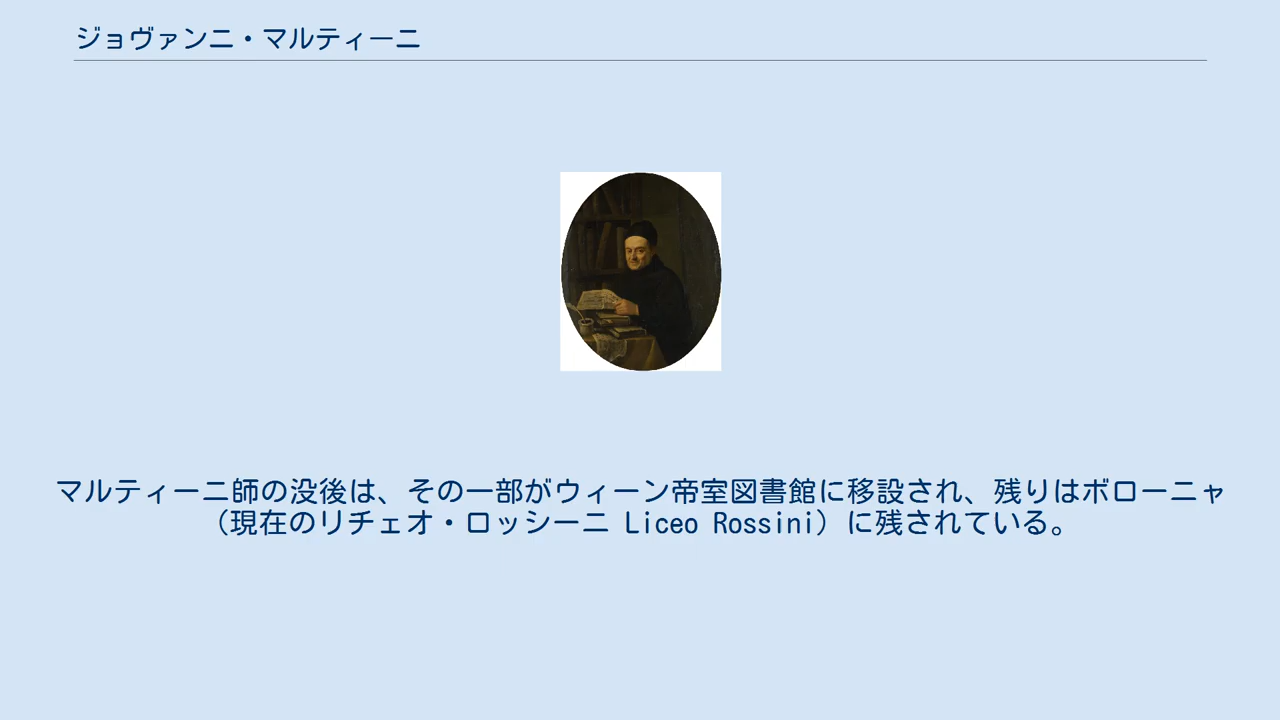 ジョヴァンニ・マルティーニ
マルティーニ師の没後は、その一部がウィーン帝室図書館に移設され、残りはボローニャ
（現在のリチェオ・ロッシーニ Liceo Rossini）に残されている。